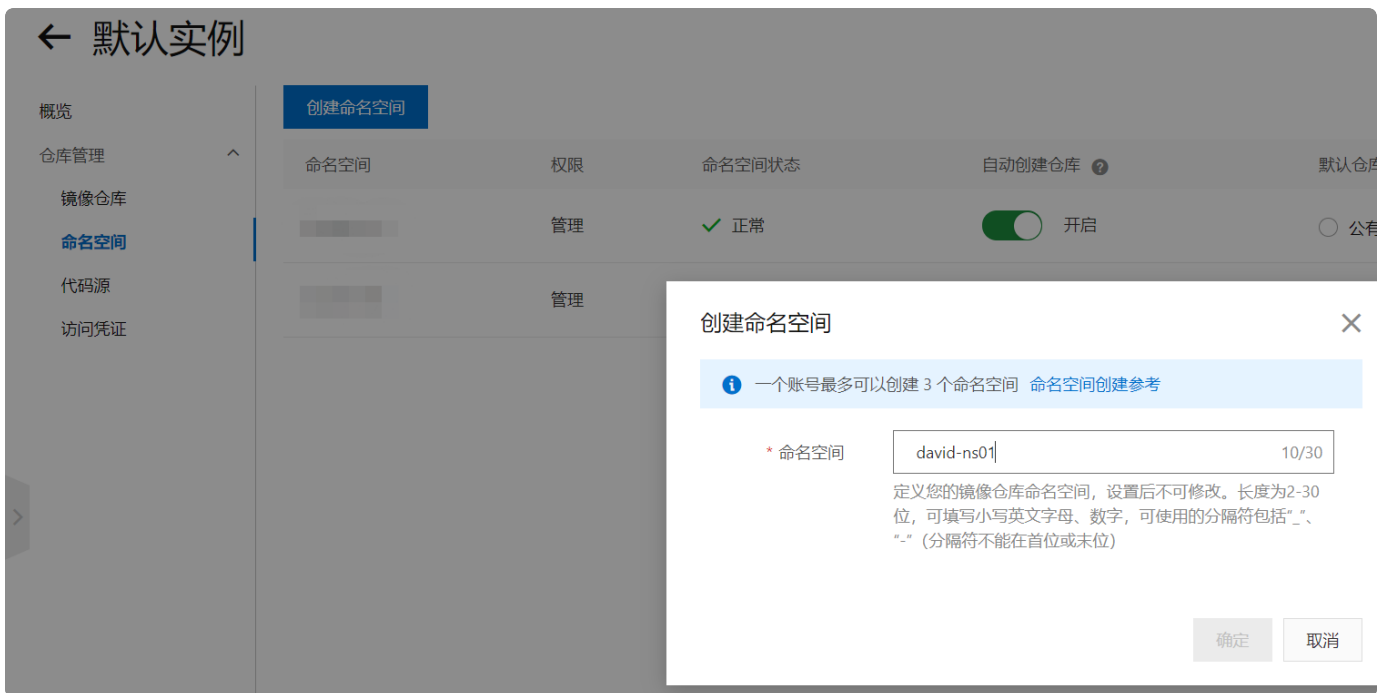 默认实例
概览
仓库管理
镜像仓库
命名空间
代码源
访问凭证
创建命名空间
命名空间 权限 命名空间状态 自动创建仓库 默认仓库
管理 正常 开启 公有
管理
创建命名空间
一个账号最多可以创建 3 个命名空间 命名空间创建参考
* 命名空间 david-ns01 10/30
定义您的镜像仓库命名空间，设置后不可修改。长度为2-30
位，可填写小写英文字母、数字，可使用的分隔符包括“_”、
“-”（分隔符不能在首位或末位）
确定 取消